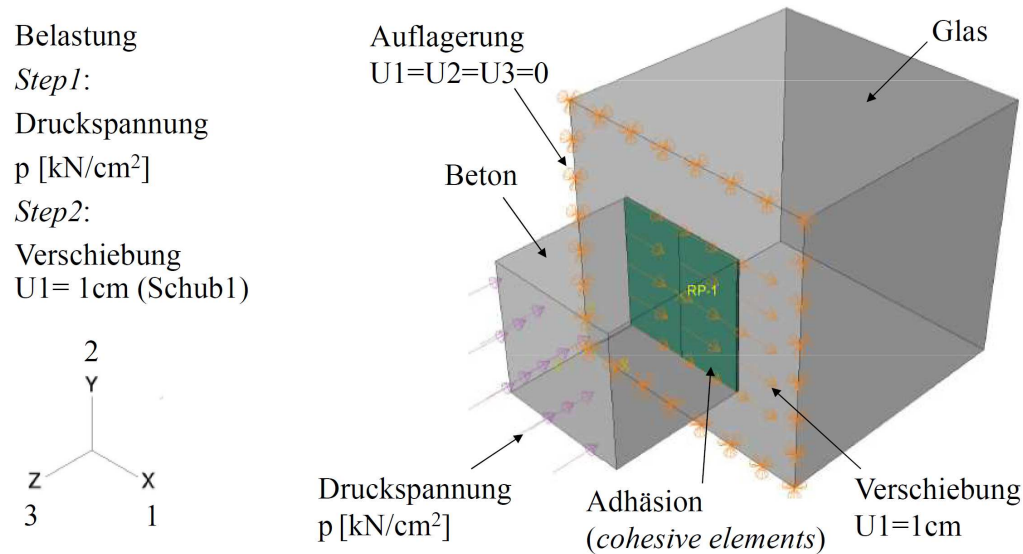 Belastung
Step1:
Druckspannung
p [kN/cm²]
Step2:
Verschiebung
U1= 1cm (Schub1)
2
Y
Z
X
3
1
Auflagerung
U1=U2=U3=0
Glas
Beton
RP-1
Druckspannung
p [kN/cm²]
Adhäsion
(cohesive elements)
Verschiebung
U1=1cm